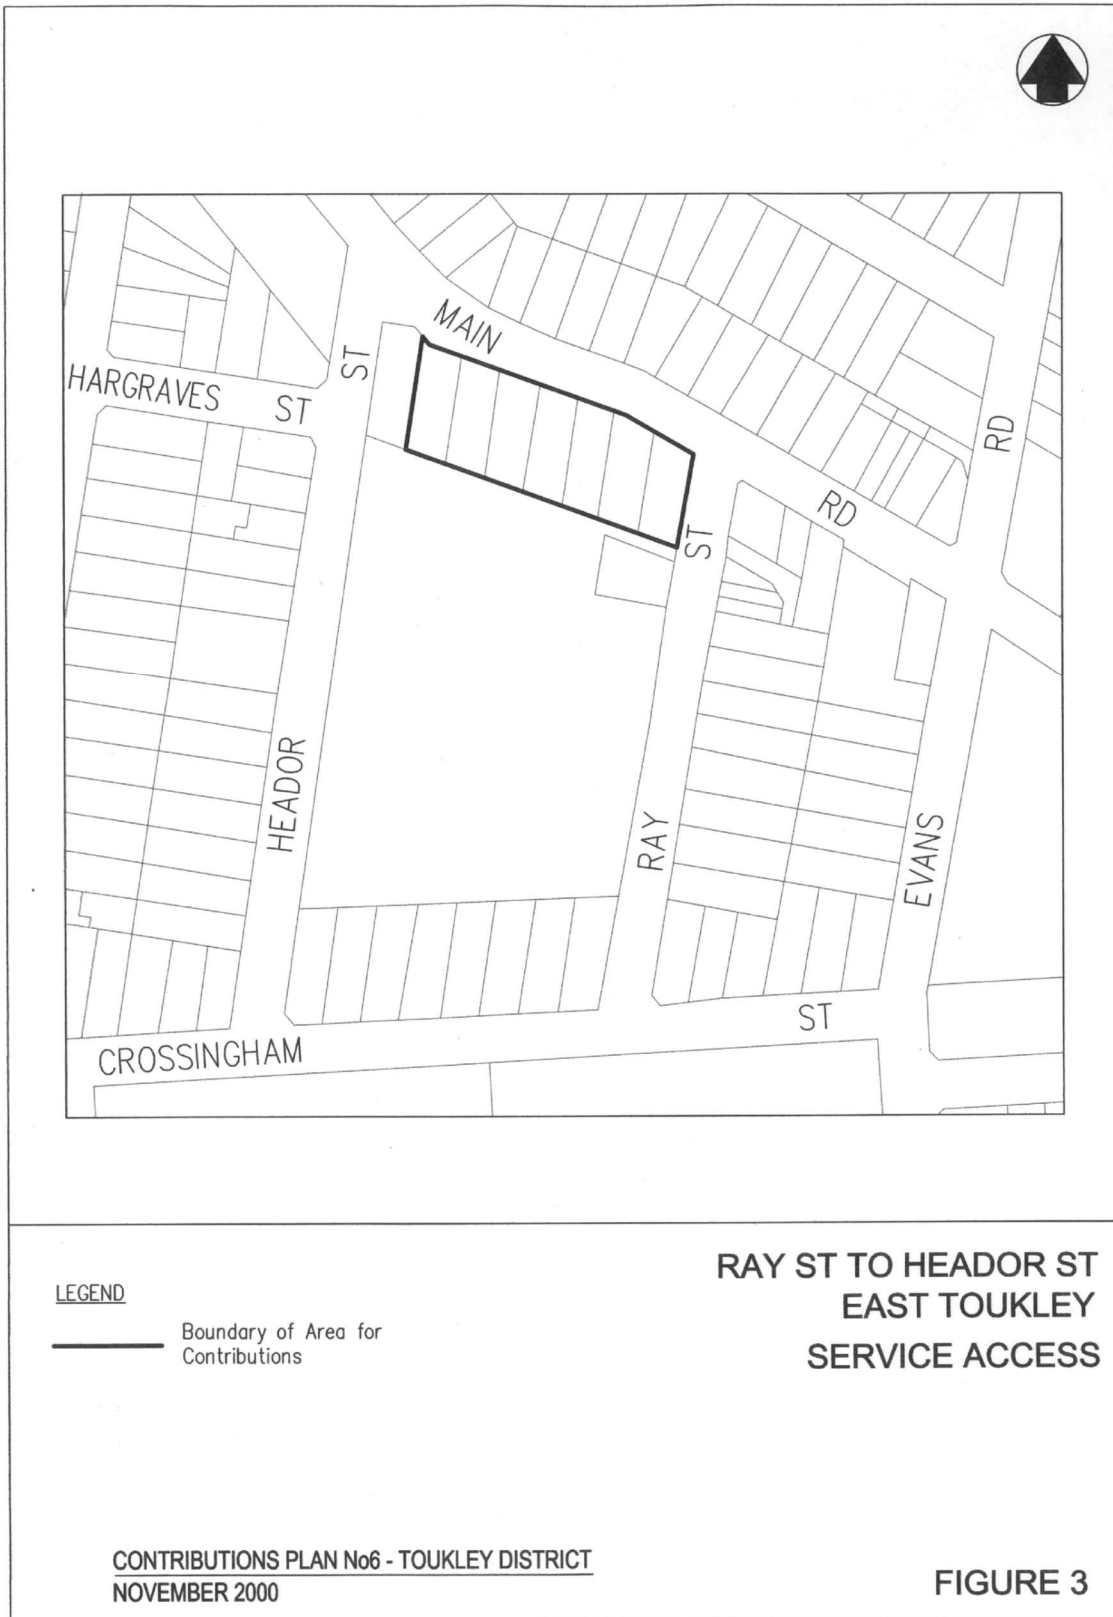 MAIN
HARGRAVES ST
ST
RD
RD
ST
HEADOR
RAY
EVANS
CROSSINGHAM
ST
LEGEND
Boundary of Area for
Contributions
RAY ST TO HEADOR ST
EAST TOUKLEY
SERVICE ACCESS
CONTRIBUTIONS PLAN No6 - TOUKLEY DISTRICT
NOVEMBER 2000
FIGURE 3